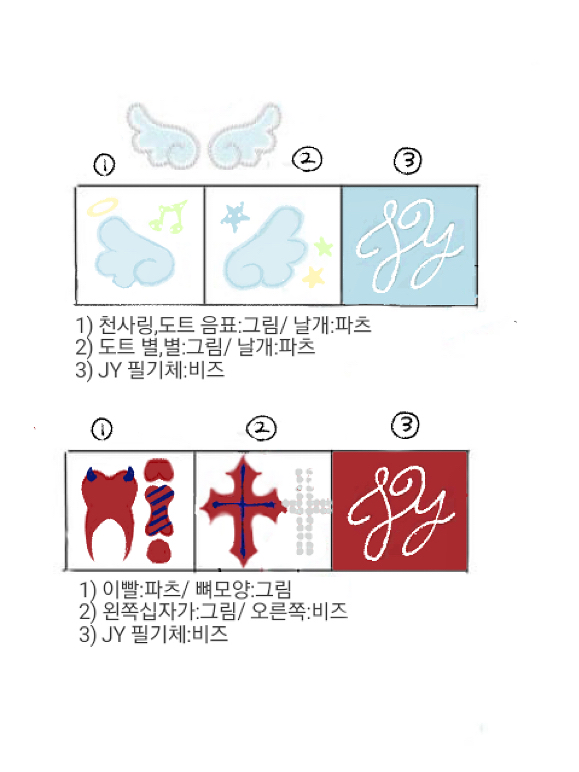 ① ② ③
JY
1) 천사링,도트 음표:그림/ 날개:파츠
2) 도트 별,별:그림/ 날개:파츠
3) JY 필기체:비즈
① ② ③
JY
1) 이빨:파츠/ 뼈모양:그림
2) 왼쪽십자가:그림/ 오른쪽:비즈
3) JY 필기체:비즈